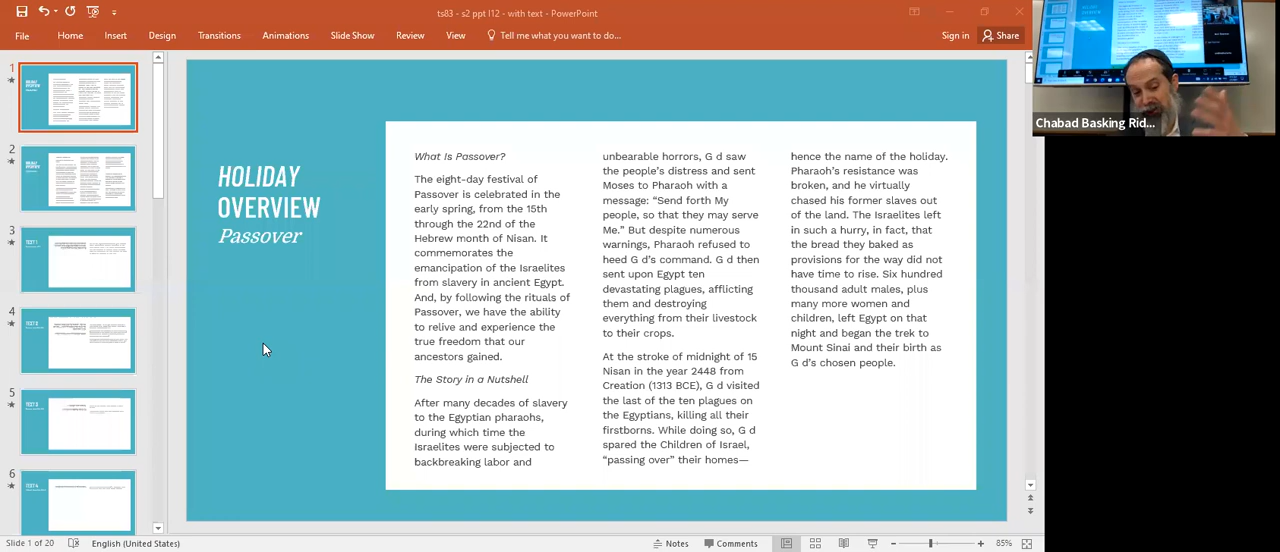 ts83 - s2 ppt l12 - with text - PowerPoint
File Home Insert Design Transitions Animations Slide Show Review View Tell me what you want to do... Sign in Share
HOLIDAY
OVERVIEW
Passover
What Is Passover?
The eight-day festival of
Passover is celebrated in the
early spring, from the 15th
through the 22nd of the
Hebrew month of Nisan. It
commemorates the
emancipation of the Israelites
from slavery in ancient Egypt.
And, by following the rituals of
Passover, we have the ability
to relive and experience the
true freedom that our
ancestors gained.
The Story in a Nutshell
After many decades of slavery
to the Egyptian pharaohs,
during which time the
Israelites were subjected to
backbreaking labor and
unbearable horrors, G d saw
the people’s distress and sent
Moses to Pharaoh with a
message: “Send forth My
people, so that they may serve
Me.” But despite numerous
warnings, Pharaoh refused to
heed G d’s command. G d then
sent upon Egypt ten
devastating plagues, afflicting
them and destroying
everything from their livestock
to their crops.
At the stroke of midnight of 15
Nisan in the year 2448 from
Creation (1313 BCE), G d visited
the last of the ten plagues on
the Egyptians, killing all their
firstborns. While doing so, G d
spared the Children of Israel,
“passing over” their homes—
hence the name of the holiday.
Pharaoh’s resistance was
broken, and he virtually
chased his former slaves out
of the land. The Israelites left
in such a hurry, in fact, that
the bread they baked as
provisions for the way did not
have time to rise. Six hundred
thousand adult males, plus
many more women and
children, left Egypt on that
night and began the trek to
Mount Sinai and their birth as
G d’s chosen people.
Chabad Basking Rid...
2
3
4
5
6
Slide 1 of 20 English (United States) Notes Comments 85%